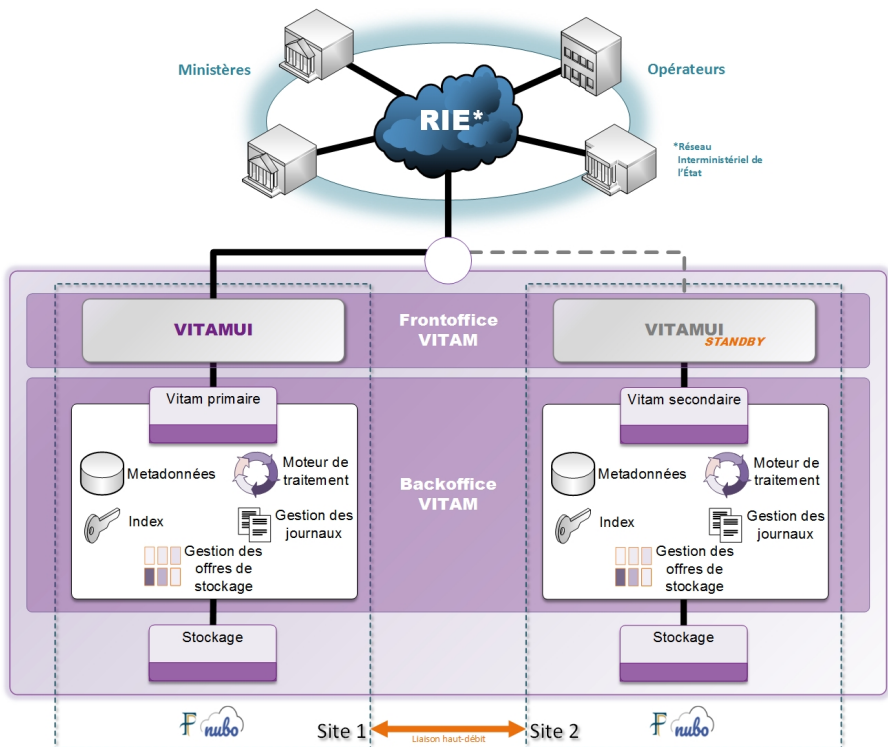 Ministères
Opérateurs
RIE*
*Réseau
Interministériel de
l'État
VITAMUI
Frontoffice
VITAM
VITAMUI
STANDBY
Vitam primaire
Metadonnées
Moteur de
traitement
Index
Gestion des
journaux
Gestion des
offres de
stockage
Backoffice
VITAM
Vitam secondaire
Metadonnées
Moteur de
traitement
Index
Gestion des
journaux
Gestion des
offres de
stockage
Stockage
Stockage
F nubo
Site 1
Liaison haut-débit
Site 2
F nubo